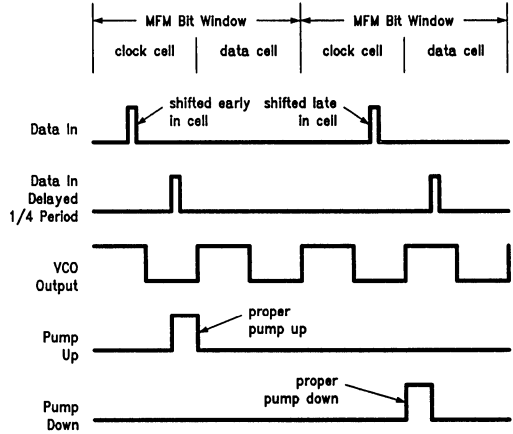 MFM Bit Window MFM Bit Window
clock cell data cell clock cell data cell
shifted early shifted late
in cell in cell
Data In
Data In
Delayed
1/4 Period
VCO
Output
proper
pump up
Pump
Up
proper
pump down
Pump
Down